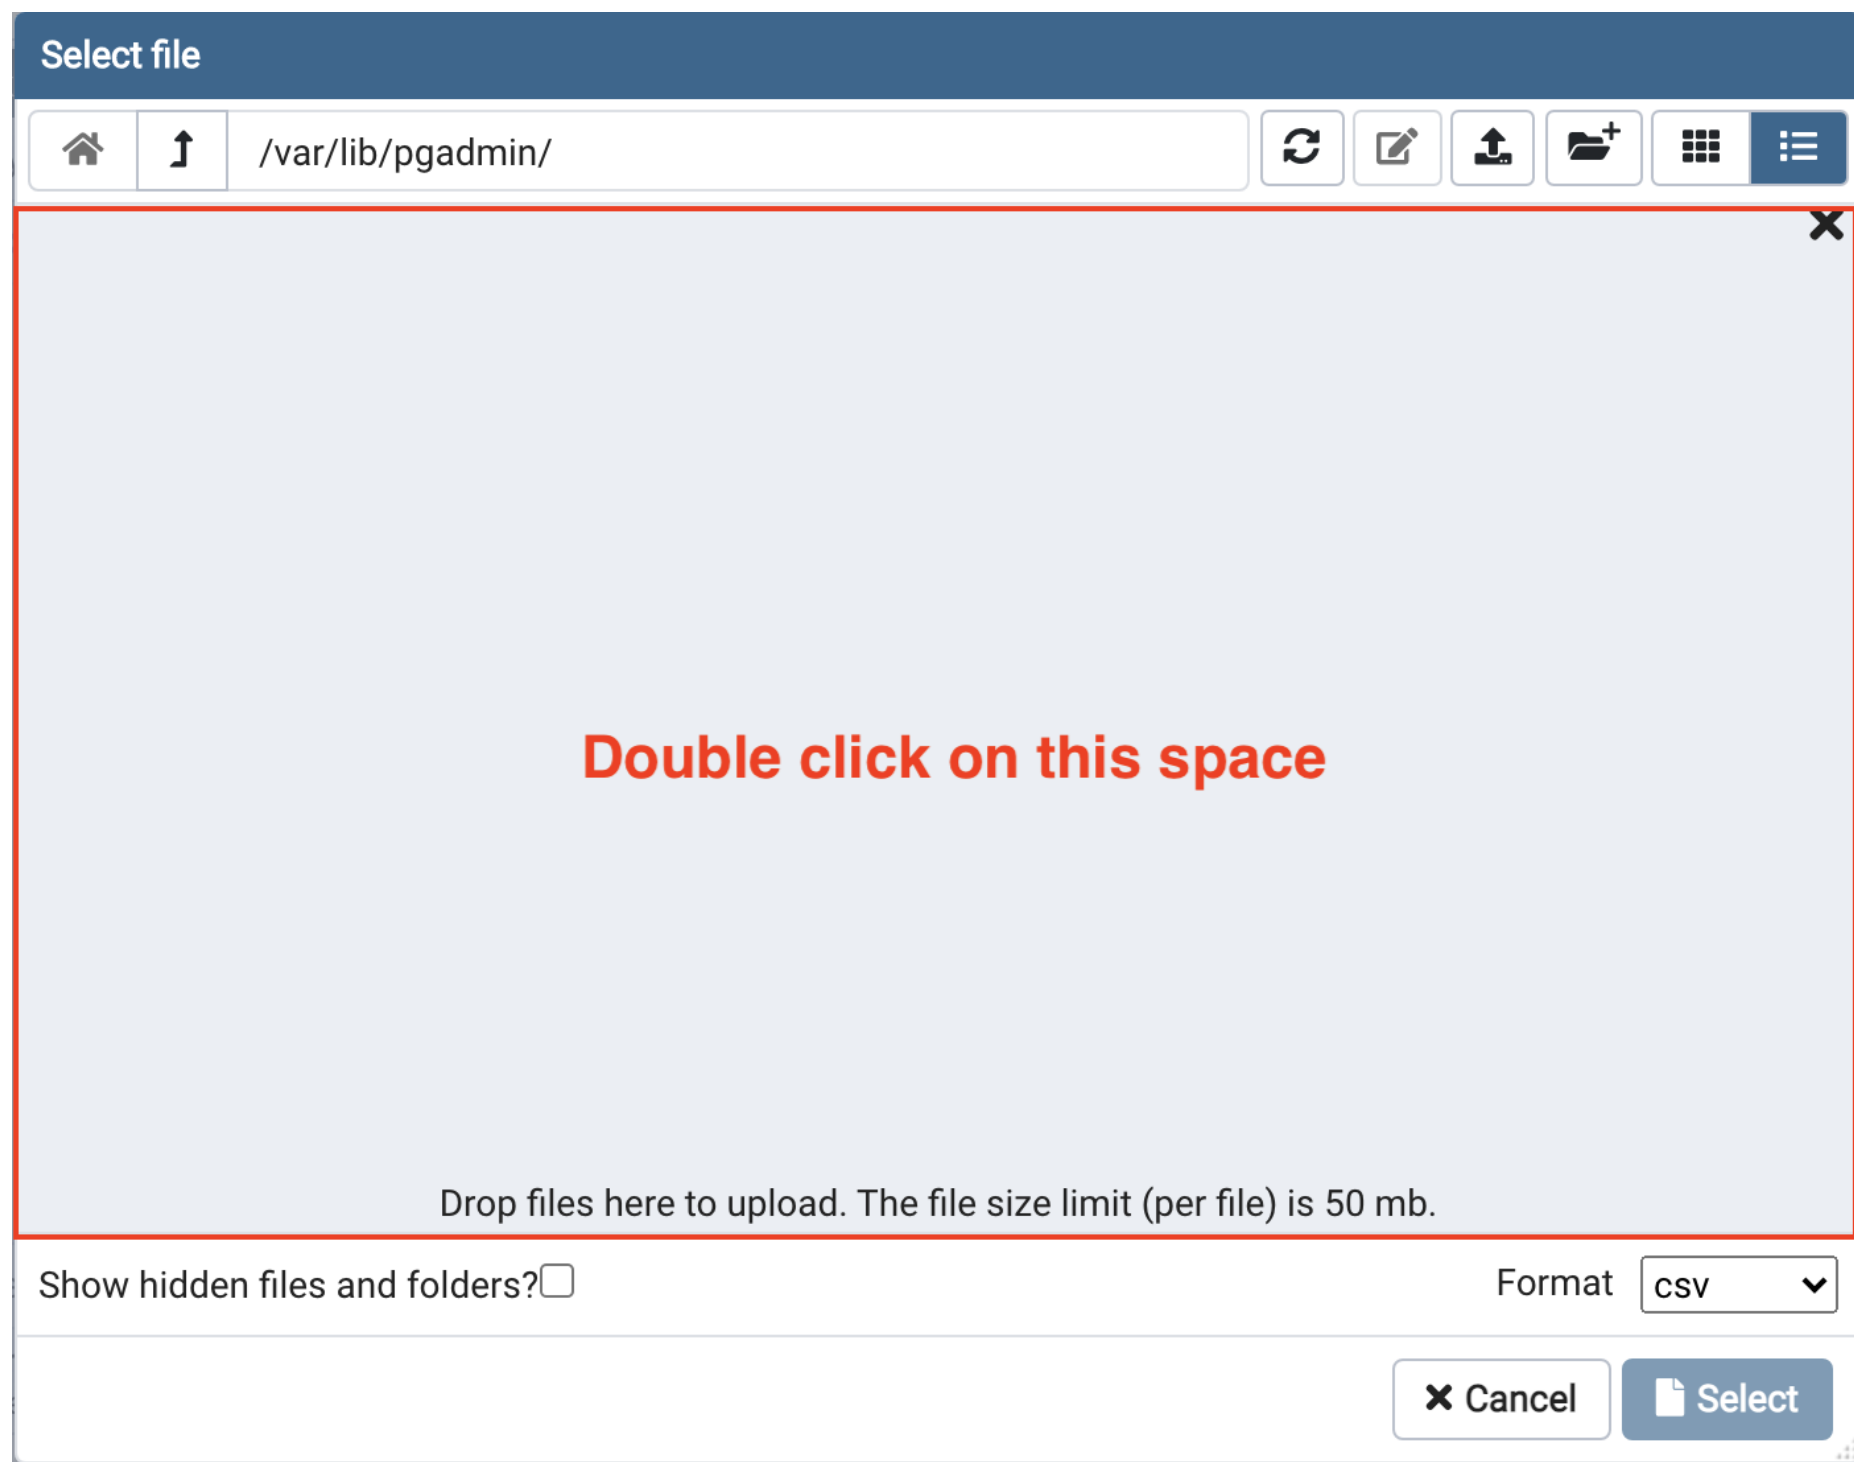 Select file
/var/lib/pgadmin/
Double click on this space
Drop files here to upload. The file size limit (per file) is 50 mb.
Show hidden files and folders?
Format csv
Cancel Select